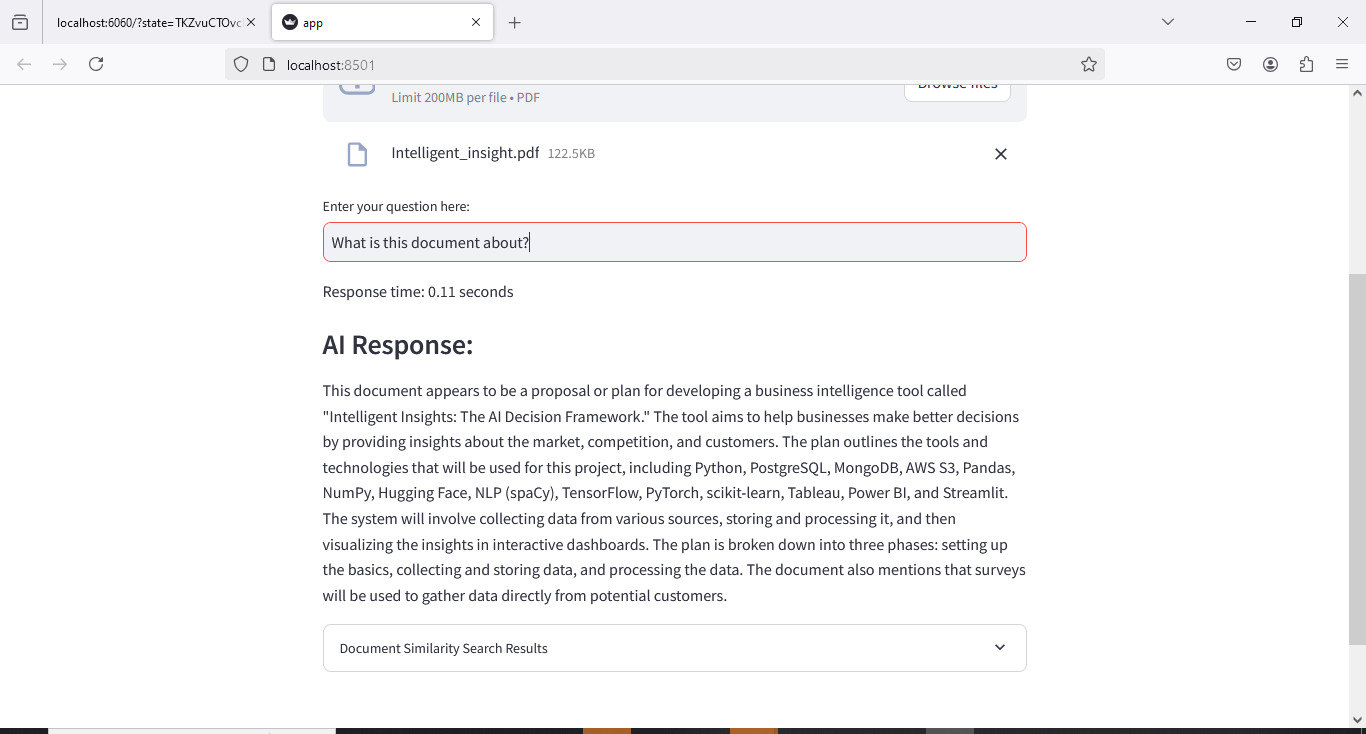 localhost:6060/?state=TKZvuCTOvc
app
localhost:8501
Limit 200MB per file • PDF
Browse files
Intelligent_insight.pdf 122.5KB
Enter your question here:
What is this document about?
Response time: 0.11 seconds
AI Response:
This document appears to be a proposal or plan for developing a business intelligence tool called
"Intelligent Insights: The AI Decision Framework." The tool aims to help businesses make better decisions
by providing insights about the market, competition, and customers. The plan outlines the tools and
technologies that will be used for this project, including Python, PostgreSQL, MongoDB, AWS S3, Pandas,
NumPy, Hugging Face, NLP (spaCy), TensorFlow, PyTorch, scikit-learn, Tableau, Power BI, and Streamlit.
The system will involve collecting data from various sources, storing and processing it, and then
visualizing the insights in interactive dashboards. The plan is broken down into three phases: setting up
the basics, collecting and storing data, and processing the data. The document also mentions that surveys
will be used to gather data directly from potential customers.
Document Similarity Search Results